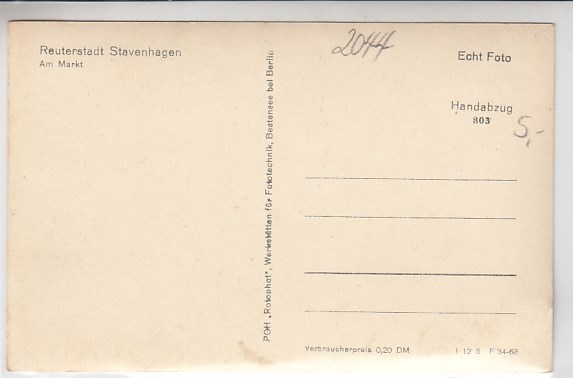 Reuterstadt Stavenhagen
Am Markt
PGH „Rotophot“, Werkstätten für Fototechnik, Bestensee bei Berlin
2044
Echt Foto
Handabzug
803
5,-
Verbraucherpreis 0,20 DM
I 12 5 F 34-62